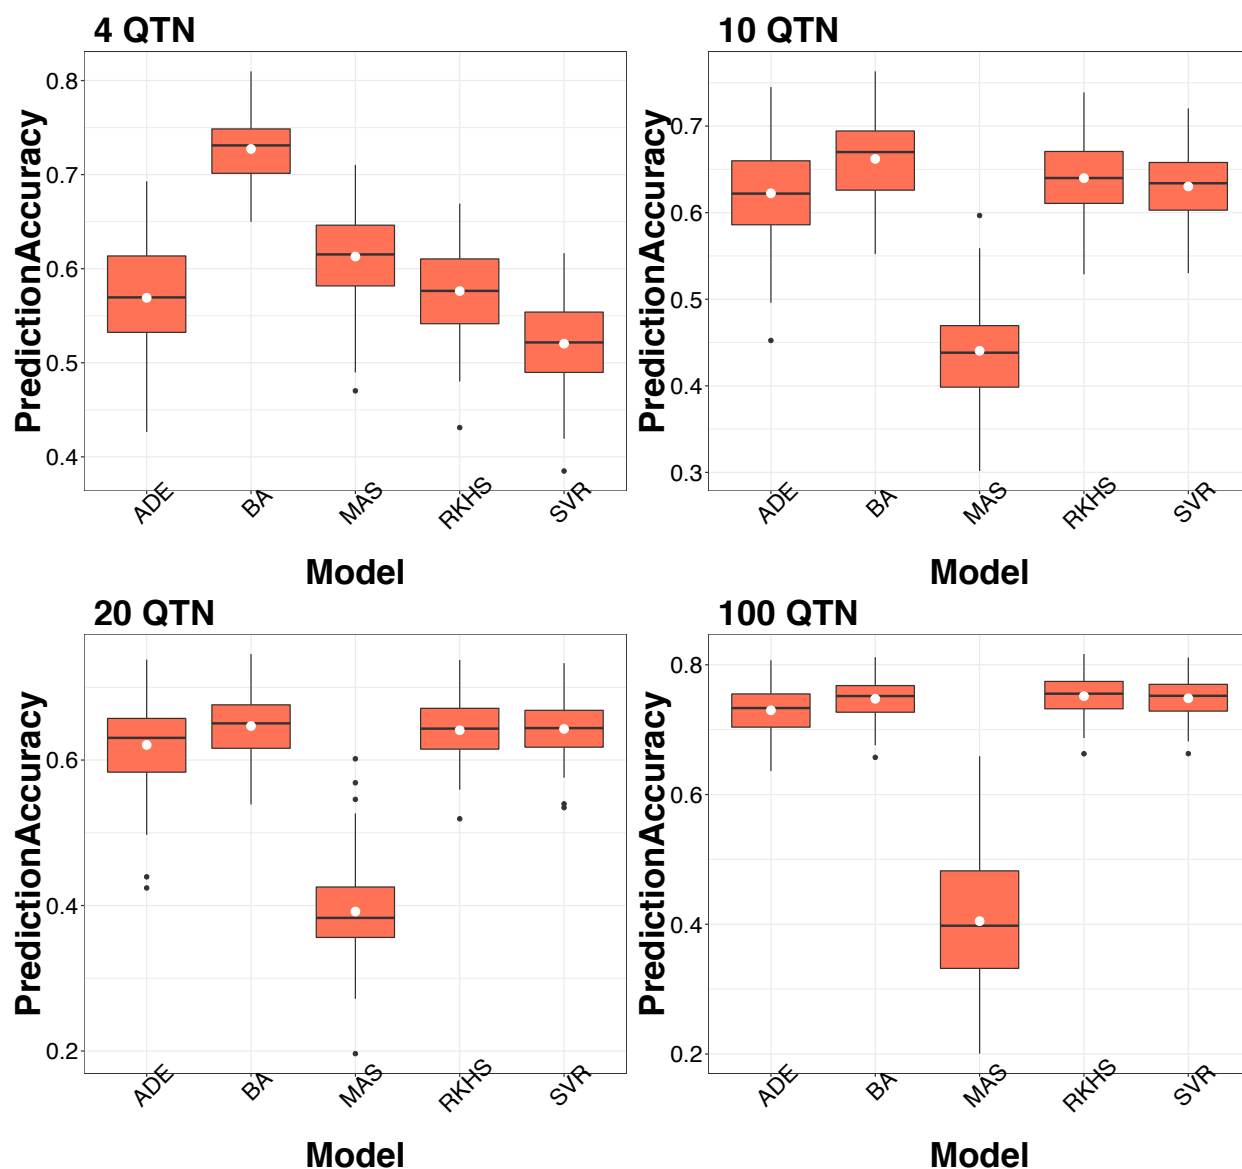 4 QTN
PredictionAccuracy
0.8
0.7
0.6
0.5
0.4
ADE
BA
MAS
RKHS
SVR
Model
10 QTN
PredictionAccuracy
0.7
0.6
0.5
0.4
0.3
ADE
BA
MAS
RKHS
SVR
Model
20 QTN
PredictionAccuracy
0.6
0.4
0.2
ADE
BA
MAS
RKHS
SVR
Model
100 QTN
PredictionAccuracy
0.8
0.6
0.4
0.2
ADE
BA
MAS
RKHS
SVR
Model